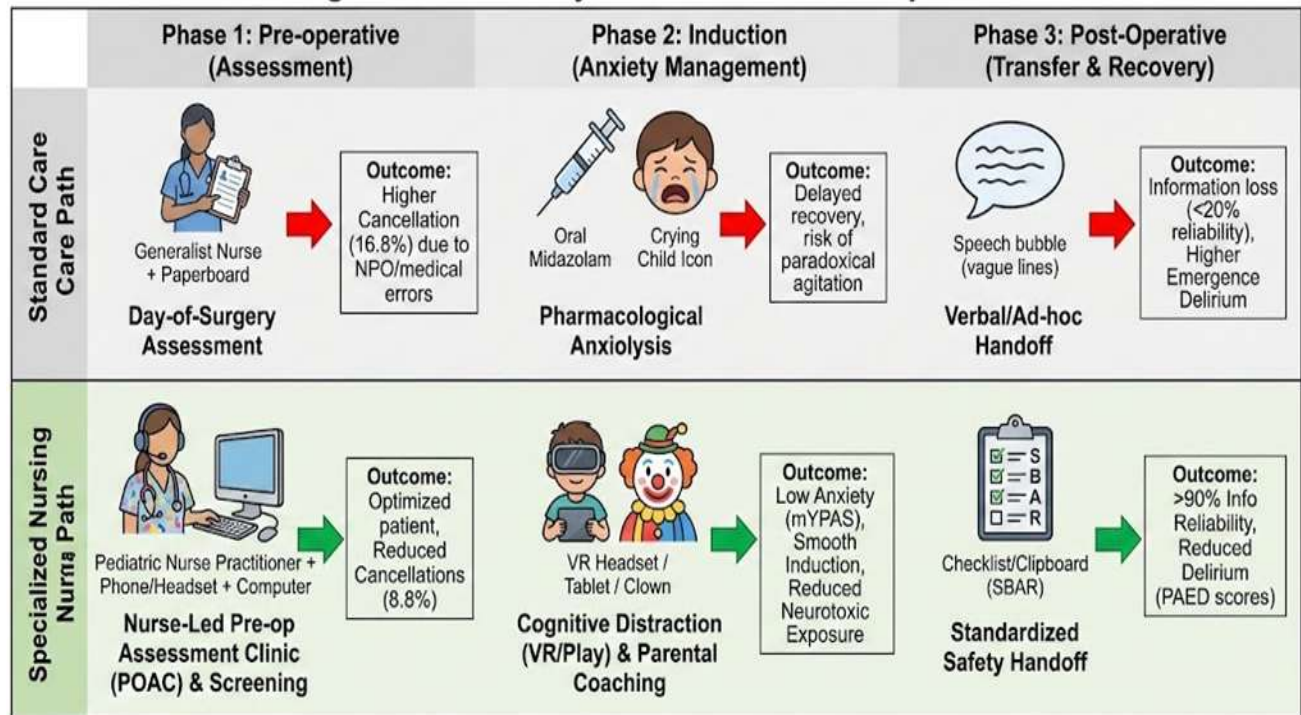 Phase 1: Pre-operative
(Assessment)
Phase 2: Induction
(Anxiety Management)
Phase 3: Post-Operative
(Transfer & Recovery)
Standard Care
Care Path
Generalist Nurse
+ Paperboard
Day-of-Surgery
Assessment
Outcome:
Higher
Cancellation
(16.8%) due to
NPO/medical
errors
Oral
Midazolam
Crying
Child Icon
Pharmacological
Anxiolysis
Outcome:
Delayed
recovery,
risk of
paradoxical
agitation
Speech bubble
(vague lines)
Verbal/Ad-hoc
Handoff
Outcome:
Information loss
(<20%
reliability),
Higher
Emergence
Delirium
Specialized Nursing
Path
Pediatric Nurse Practitioner +
Phone/Headset + Computer
Nurse-Led Pre-op
Assessment Clinic
(POAC) & Screening
Outcome:
Optimized
patient,
Reduced
Cancellations
(8.8%)
VR Headset /
Tablet / Clown
Cognitive Distraction
(VR/Play) & Parental
Coaching
Outcome:
Low Anxiety
(mYPAS),
Smooth
Induction,
Reduced
Neurotoxic
Exposure
S
B
A
R
Checklist/Clipboard
(SBAR)
Standardized
Safety Handoff
Outcome:
>90% Info
Reliability,
Reduced
Delirium
(PAED scores)